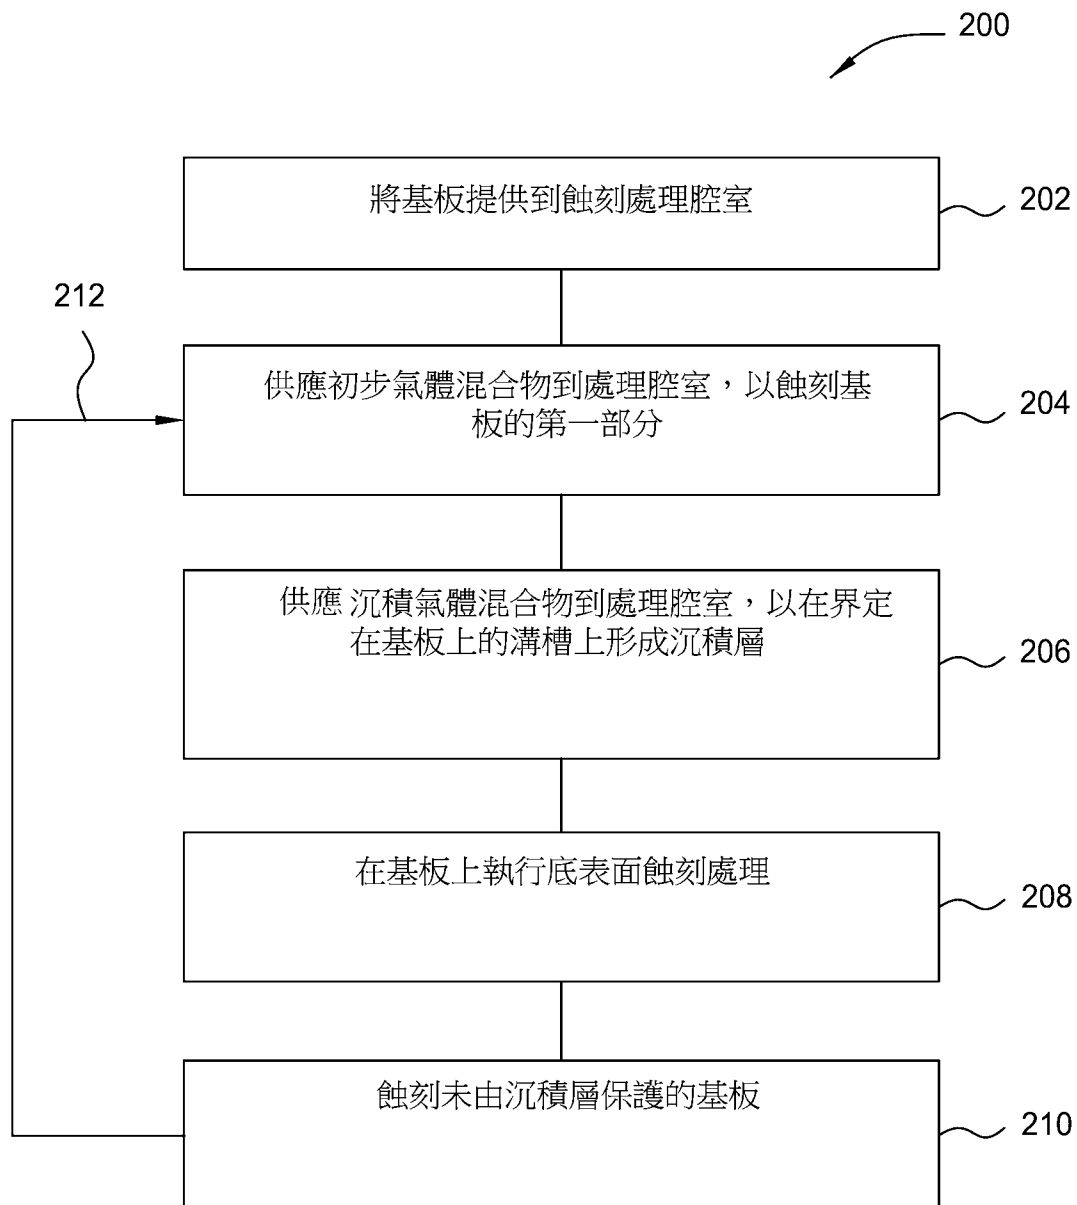 200
將基板提供到蝕刻處理腔室
202
212
供應初步氣體混合物到處理腔室，以蝕刻基
板的第一部分
204
供應 沉積氣體混合物到處理腔室，以在界定
在基板上的溝槽上形成沉積層
206
在基板上執行底表面蝕刻處理
208
蝕刻未由沉積層保護的基板
210